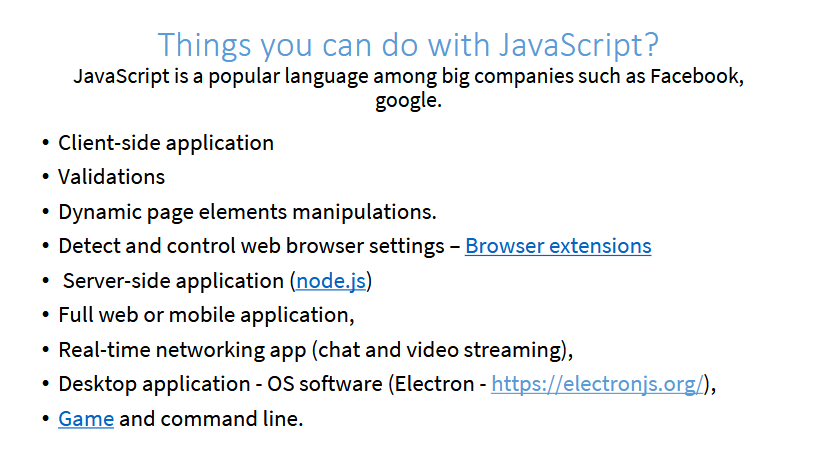 Things you can do with JavaScript?
JavaScript is a popular language among big companies such as Facebook,
google.
• Client-side application
• Validations
• Dynamic page elements manipulations.
• Detect and control web browser settings – Browser extensions
• Server-side application (node.js)
• Full web or mobile application,
• Real-time networking app (chat and video streaming),
• Desktop application - OS software (Electron - https://electronjs.org/),
• Game and command line.